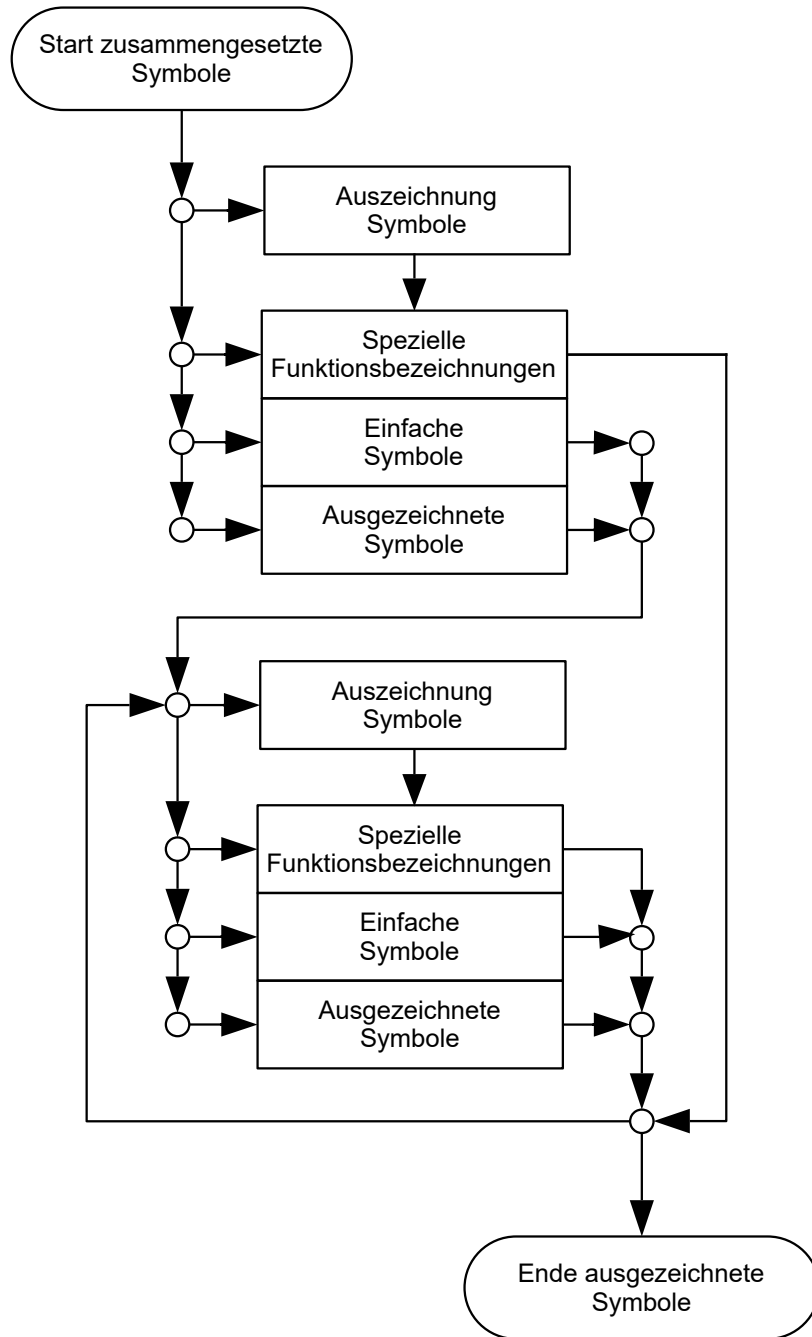 Start zusammengesetzte
Symbole
Auszeichnung
Symbole
Spezielle
Funktionsbezeichnungen
Einfache
Symbole
Ausgezeichnete
Symbole
Auszeichnung
Symbole
Spezielle
Funktionsbezeichnungen
Einfache
Symbole
Ausgezeichnete
Symbole
Ende ausgezeichnete
Symbole